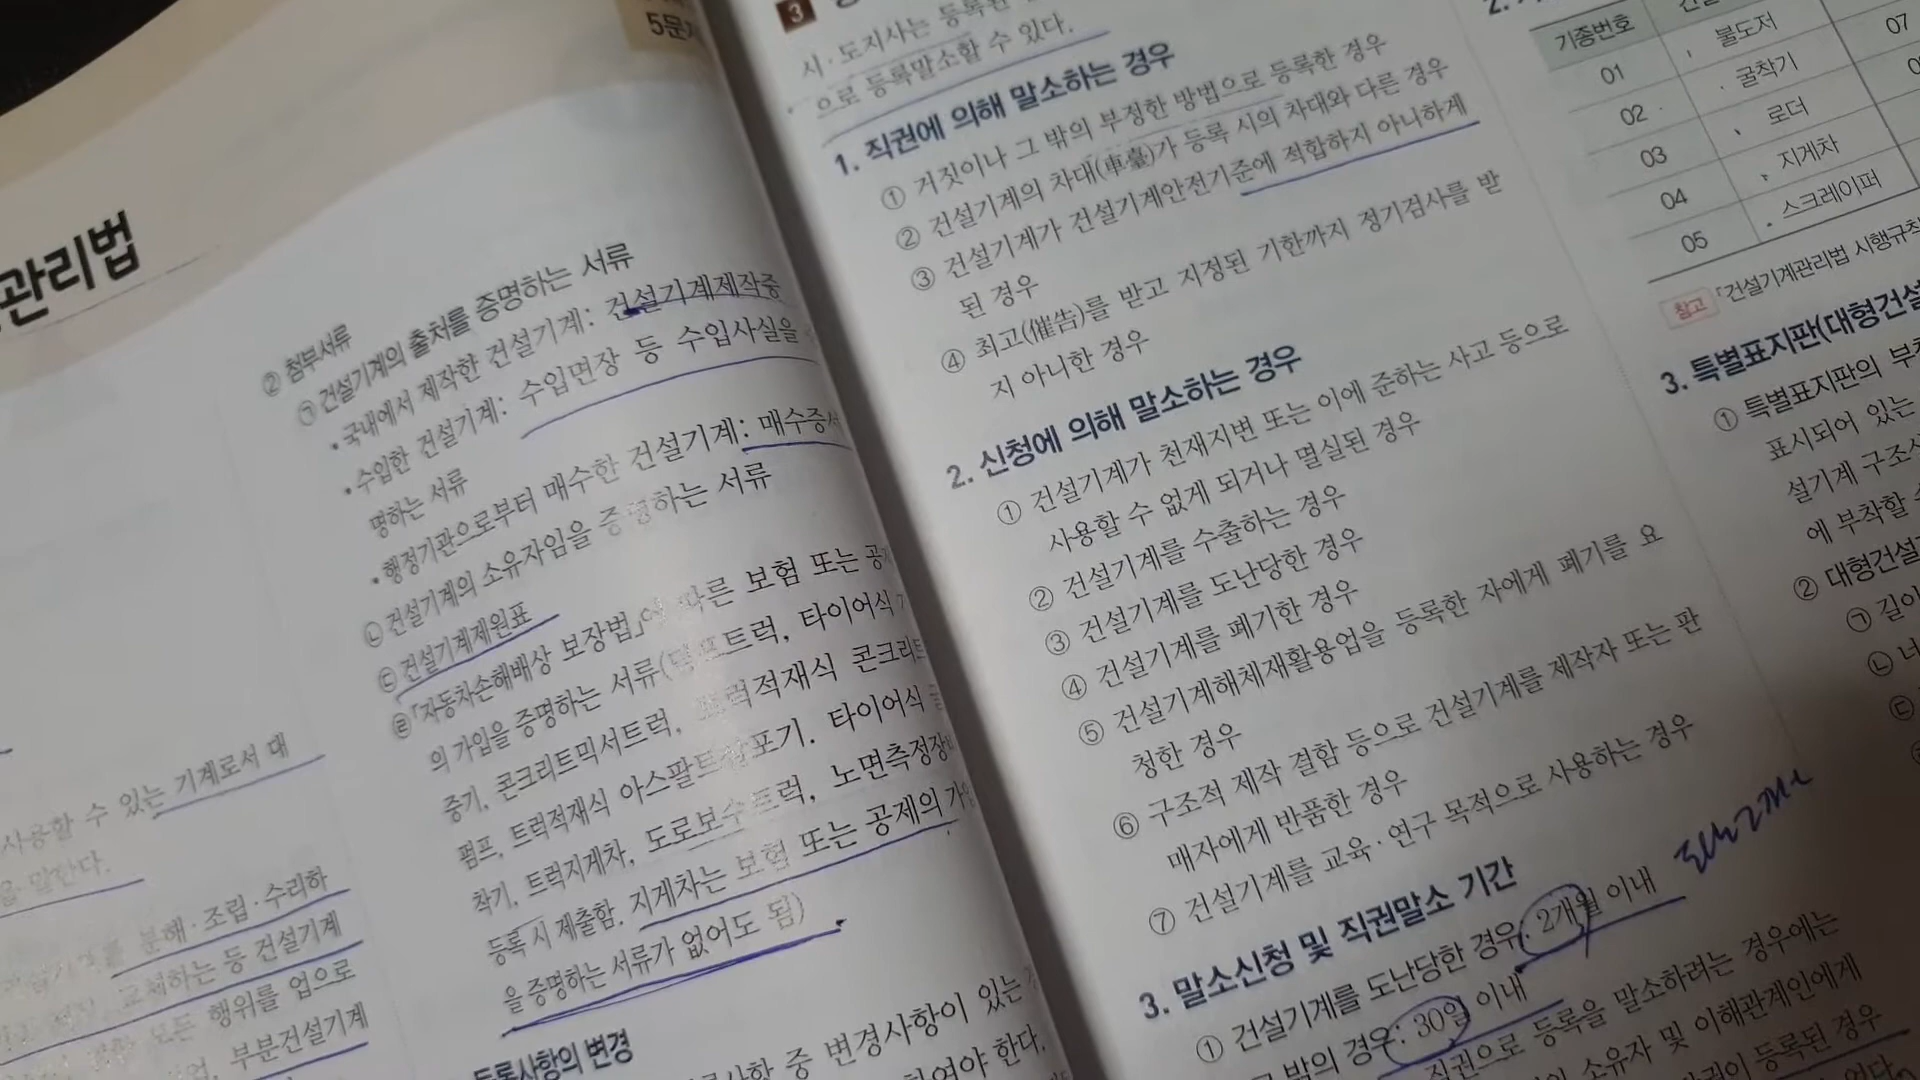 5문
관리법
사용할 수 있는 기계로서 대
을 말한다.
분해·조립·수리하
교체하는 등 건설기계
모든 행위를 업으로
부분건설기계
② 첨부서류
㉠ 건설기계의 출처를 증명하는 서류
• 국내에서 제작한 건설기계: 건설기계제작증
• 수입한 건설기계: 수입면장 등 수입사실을
명하는 서류
• 행정기관으로부터 매수한 건설기계: 매수증서
㉡ 건설기계의 소유자임을 증명하는 서류
㉢ 건설기계제원표
㉣ 「자동차손해배상 보장법」에 따른 보험 또는 공제
의 가입을 증명하는 서류(덤프트럭, 타이어식 기
중기, 콘크리트믹서트럭, 트럭적재식 콘크리트
펌프, 트럭적재식 아스팔트살포기. 타이어식 굴
착기, 트럭지게차, 도로보수트럭, 노면측정장비
등록 시 제출함. 지게차는 보험 또는 공제의 가입
을 증명하는 서류가 없어도 됨)
등록사항의 변경
사항 중 변경사항이 있는
하여야 한다.
3
시·도지사는 등록된
으로 등록말소할 수 있다.
1. 직권에 의해 말소하는 경우
① 거짓이나 그 밖의 부정한 방법으로 등록한 경우
② 건설기계의 차대(車臺)가 등록 시의 차대와 다른 경우
③ 건설기계가 건설기계안전기준에 적합하지 아니하게
된 경우
④ 최고(催告)를 받고 지정된 기한까지 정기검사를 받
지 아니한 경우
2. 신청에 의해 말소하는 경우
① 건설기계가 천재지변 또는 이에 준하는 사고 등으로
사용할 수 없게 되거나 멸실된 경우
② 건설기계를 수출하는 경우
③ 건설기계를 도난당한 경우
④ 건설기계를 폐기한 경우
⑤ 건설기계해체재활용업을 등록한 자에게 폐기를 요
청한 경우
⑥ 구조적 제작 결함 등으로 건설기계를 제작자 또는 판
매자에게 반품한 경우
⑦ 건설기계를 교육·연구 목적으로 사용하는 경우
3. 말소신청 및 직권말소 기간
① 건설기계를 도난당한 경우: 2개월 이내
그 밖의 경우: 30일 이내
직권으로 등록을 말소하려는 경우에는
소유자 및 이해관계인에게
등록된 경우
2.
기종번호
01 불도저 07
02 굴착기
03 로더
04 지게차
05 스크레이퍼
참고 「건설기계관리법 시행규칙
3. 특별표지판(대형건설
① 특별표지판의 부착
표시되어 있는
설기계 구조
에 부착할
② 대형건설
㉠ 길이
㉡ 너
㉢